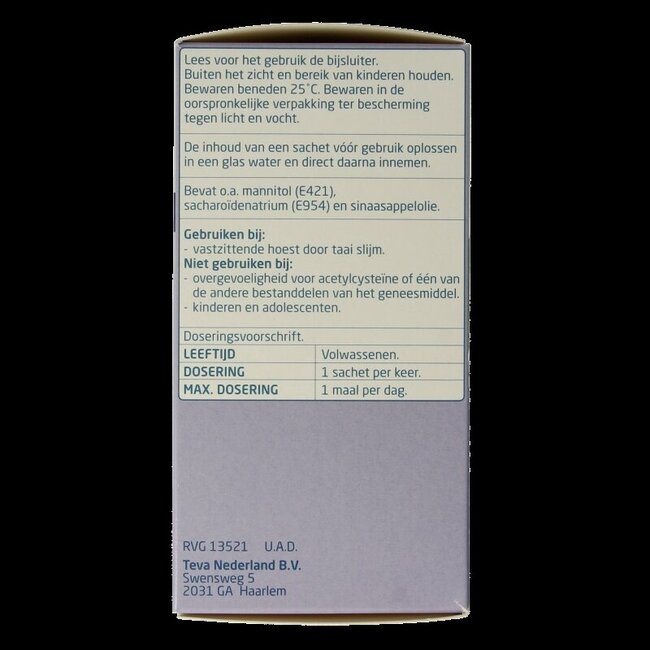 Lees voor het gebruik de bijsluiter.
Buiten het zicht en bereik van kinderen houden.
Bewaren beneden 25°C. Bewaren in de
oorspronkelijke verpakking ter bescherming
tegen licht en vocht.
De inhoud van een sachet vóór gebruik oplossen
in een glas water en direct daarna innemen.
Bevat o.a. mannitol (E421),
sacharoïdenatrium (E954) en sinaasappelolie.
Gebruiken bij:
- vastzittende hoest door taai slijm.
Niet gebruiken bij:
- overgevoeligheid voor acetylcysteïne of één van
de andere bestanddelen van het geneesmiddel.
- kinderen en adolescenten.
Doseringsvoorschrift.
LEEFTIJD Volwassenen.
DOSERING 1 sachet per keer.
MAX. DOSERING 1 maal per dag.
RVG 13521 U.A.D.
Teva Nederland B.V.
Swensweg 5
2031 GA Haarlem